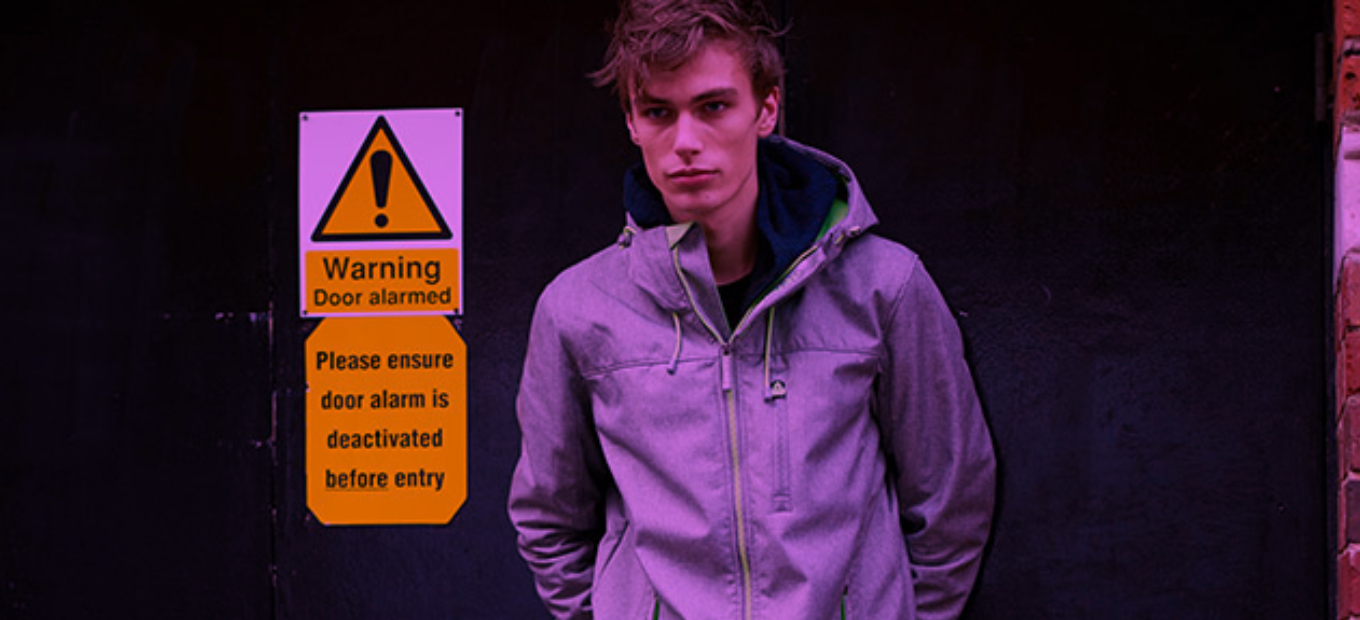 Warning
Door alarmed
Please ensure
door alarm is
deactivated
before entry